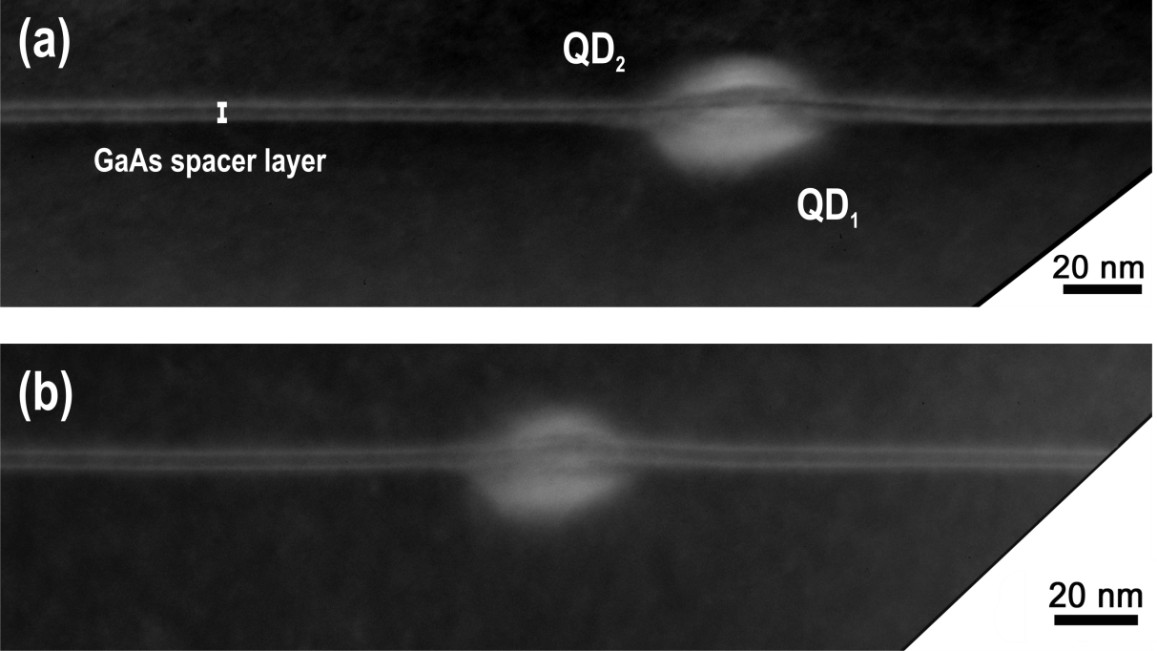 (a)
QD₂
GaAs spacer layer
QD₁
20 nm
(b)
20 nm